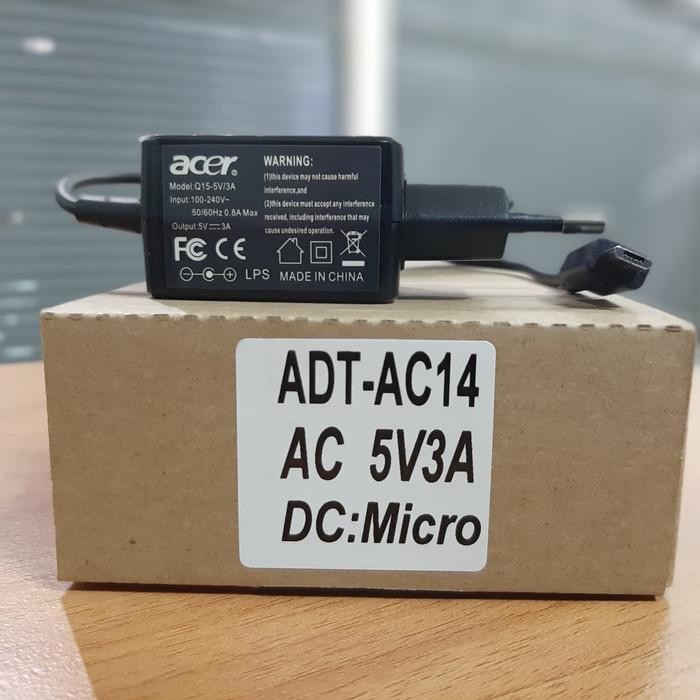 acer®
Model:Q15-5V/3A
Input:100-240V~
50/60Hz 0.8A Max
Output:5V⎓3A
FC CE
LPS
WARNING:
(1)this device may not cause harmful
interference,and
(2)this device must accept any interference
received, including interference that may
cause undesired operation.
MADE IN CHINA
ADT-AC14
AC 5V3A
DC:Micro